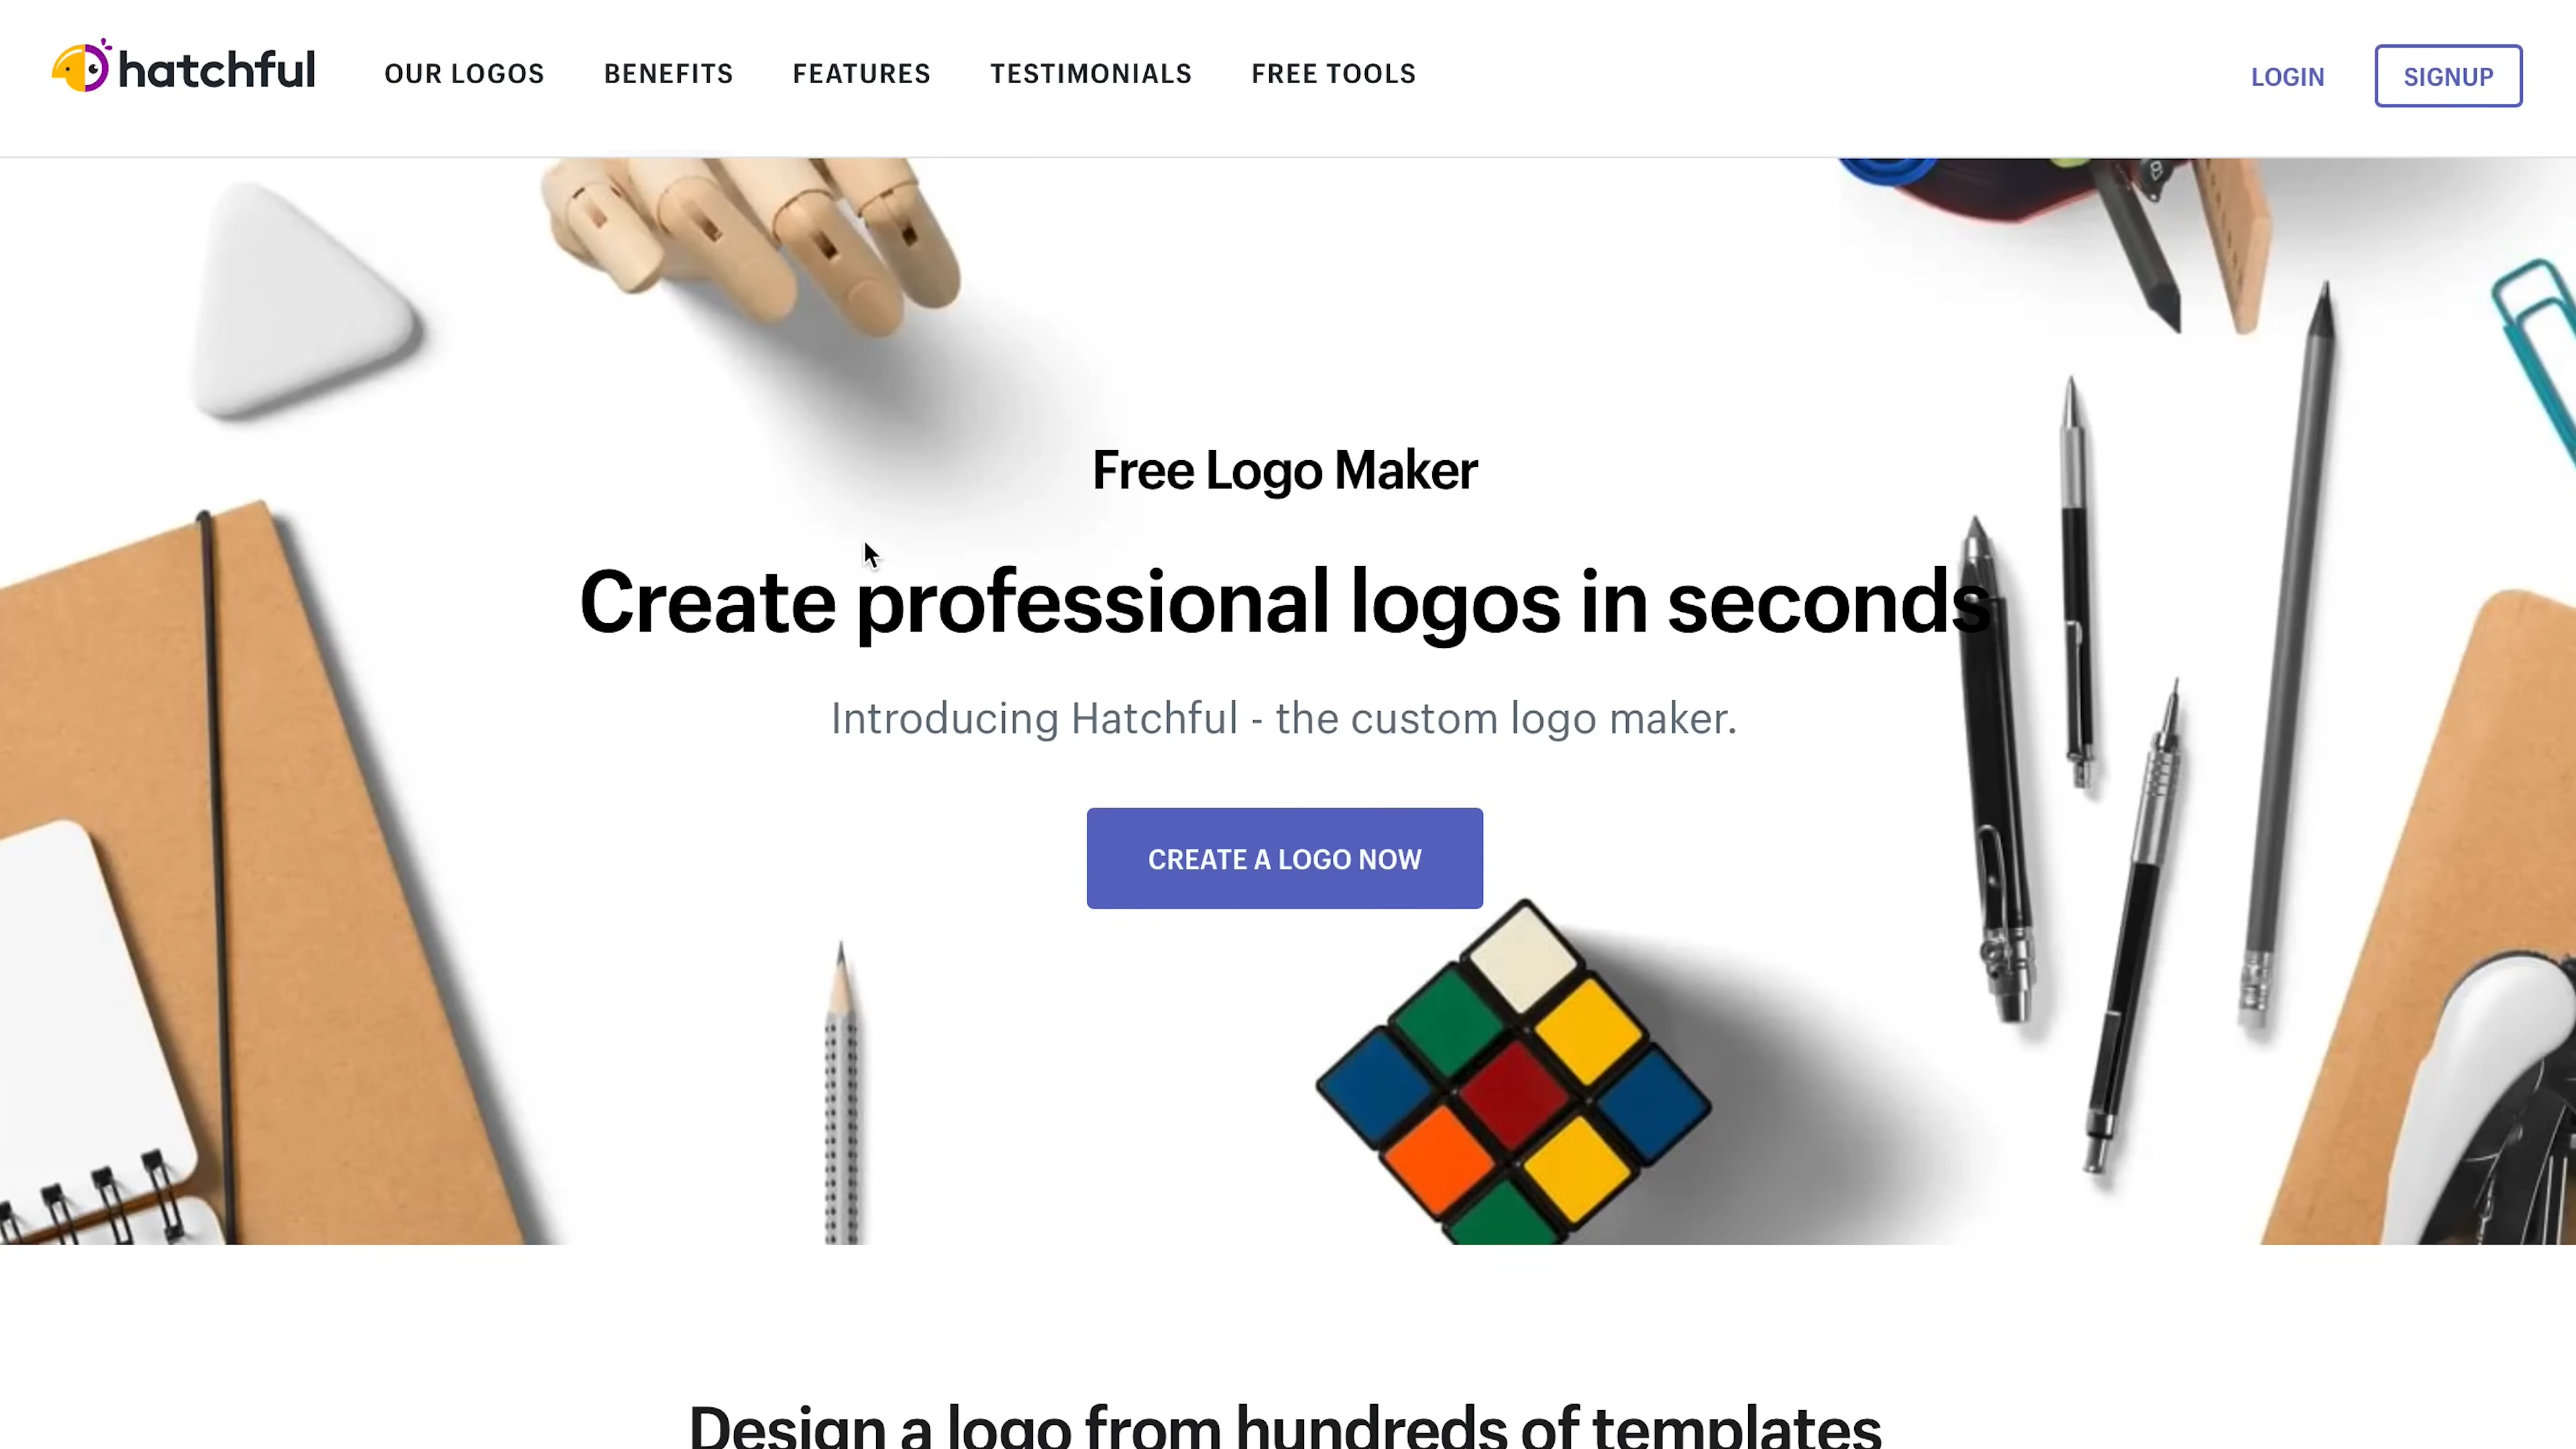 hatchful
OUR LOGOS
BENEFITS
FEATURES
TESTIMONIALS
FREE TOOLS
LOGIN
SIGNUP
Free Logo Maker
Create professional logos in seconds
Introducing Hatchful - the custom logo maker.
CREATE A LOGO NOW
Design a logo from hundreds of templates